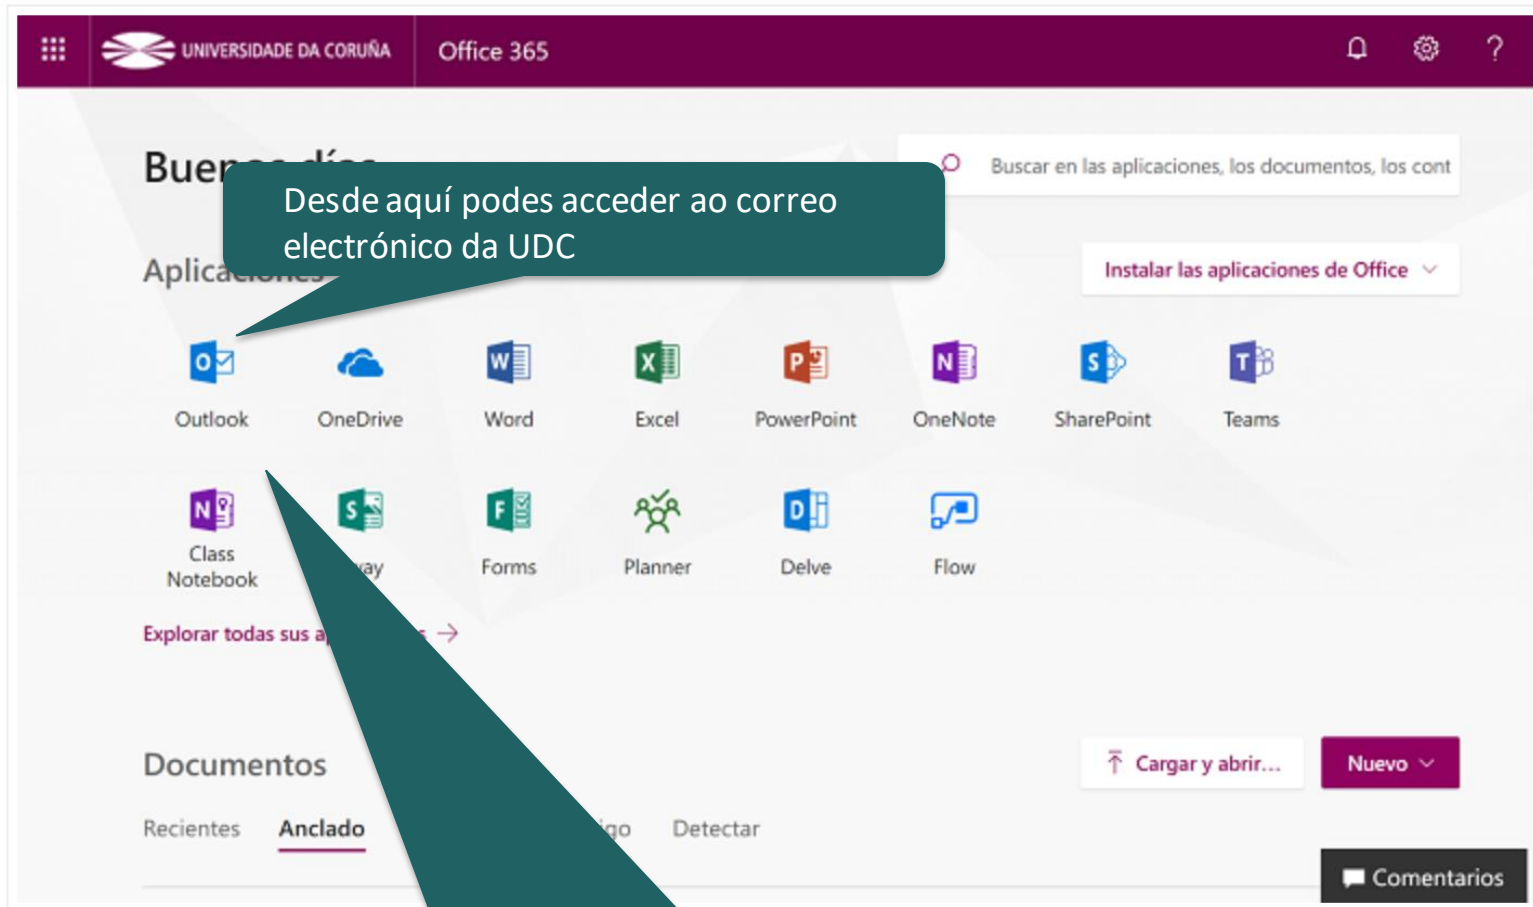 UNIVERSIDADE DA CORUÑA
Office 365
?
Desde aquí podes acceder ao correo
electrónico da UDC
Buscar en las aplicaciones, los documentos, los cont
Instalar las aplicaciones de Office
Outlook OneDrive Word Excel PowerPoint OneNote SharePoint Teams
Class
Notebook
Forms Planner Delve Flow
Explorar todas sus
Documentos
Cargar y abrir...
Nuevo
Recientes Anclado Detectar
Comentarios